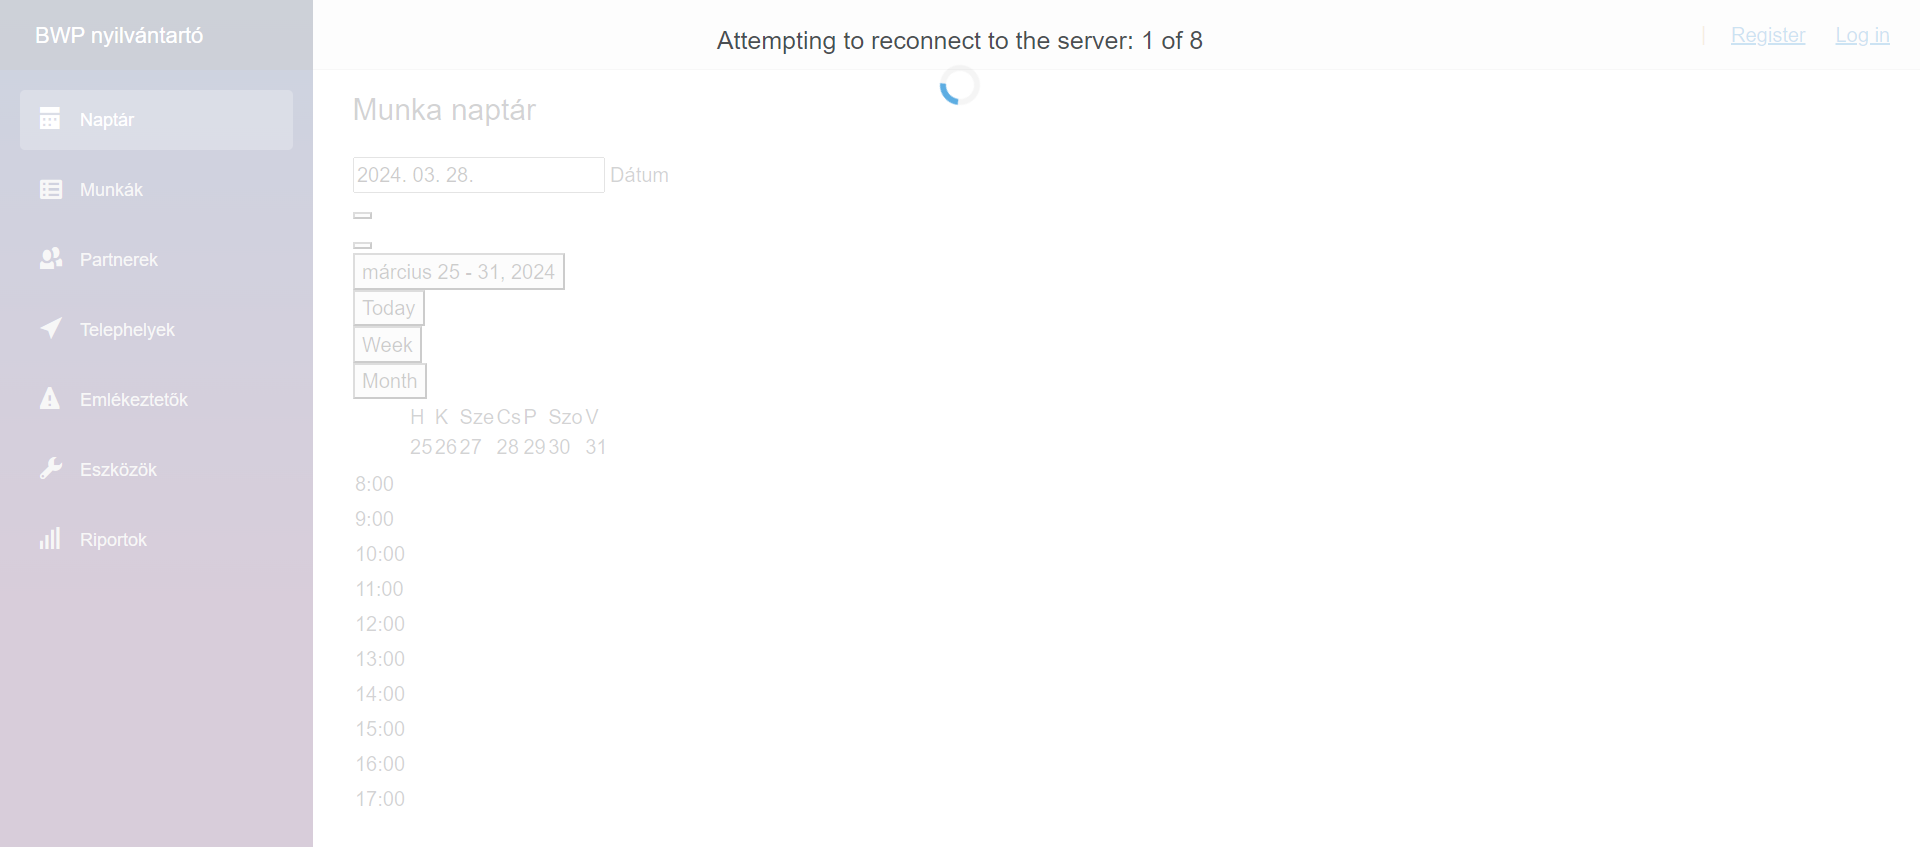 BWP nyilvántartó
Attempting to reconnect to the server: 1 of 8
Register
Log in
Naptár
Munkák
Partnerek
Telephelyek
Emlékeztetők
Eszközök
Riportok
Munka naptár
2024. 03. 28. Dátum
március 25 - 31, 2024
Today
Week
Month
H K Sze Cs P Szo V
25 26 27 28 29 30 31
8:00
9:00
10:00
11:00
12:00
13:00
14:00
15:00
16:00
17:00